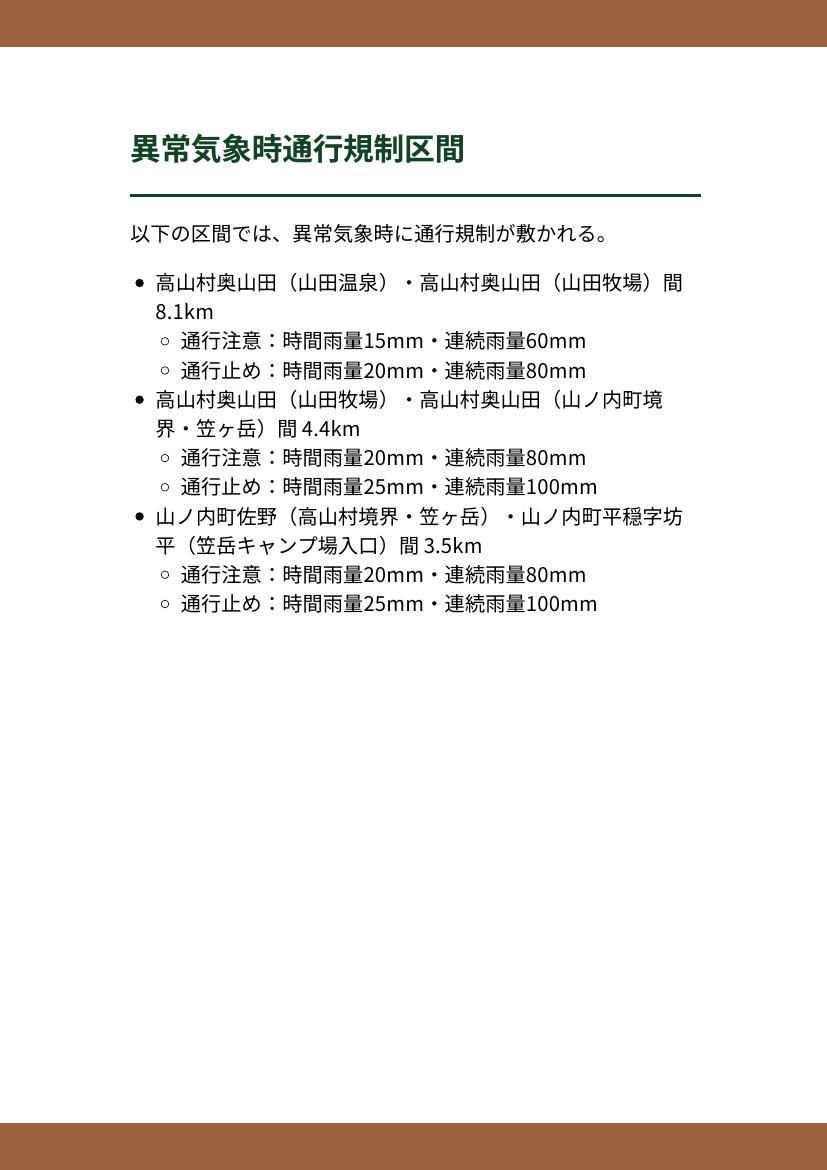 異常気象時通行規制区間
以下の区間では、異常気象時に通行規制が敷かれる。
高山村奥山田（山田温泉）・高山村奥山田（山田牧場）間
8.1km
通行注意：時間雨量15mm・連続雨量60mm
通行止め：時間雨量20mm・連続雨量80mm
高山村奥山田（山田牧場）・高山村奥山田（山ノ内町境
界・笠ヶ岳）間 4.4km
通行注意：時間雨量20mm・連続雨量80mm
通行止め：時間雨量25mm・連続雨量100mm
山ノ内町佐野（高山村境界・笠ヶ岳）・山ノ内町平穏字坊
平（笠岳キャンプ場入口）間 3.5km
通行注意：時間雨量20mm・連続雨量80mm
通行止め：時間雨量25mm・連続雨量100mm